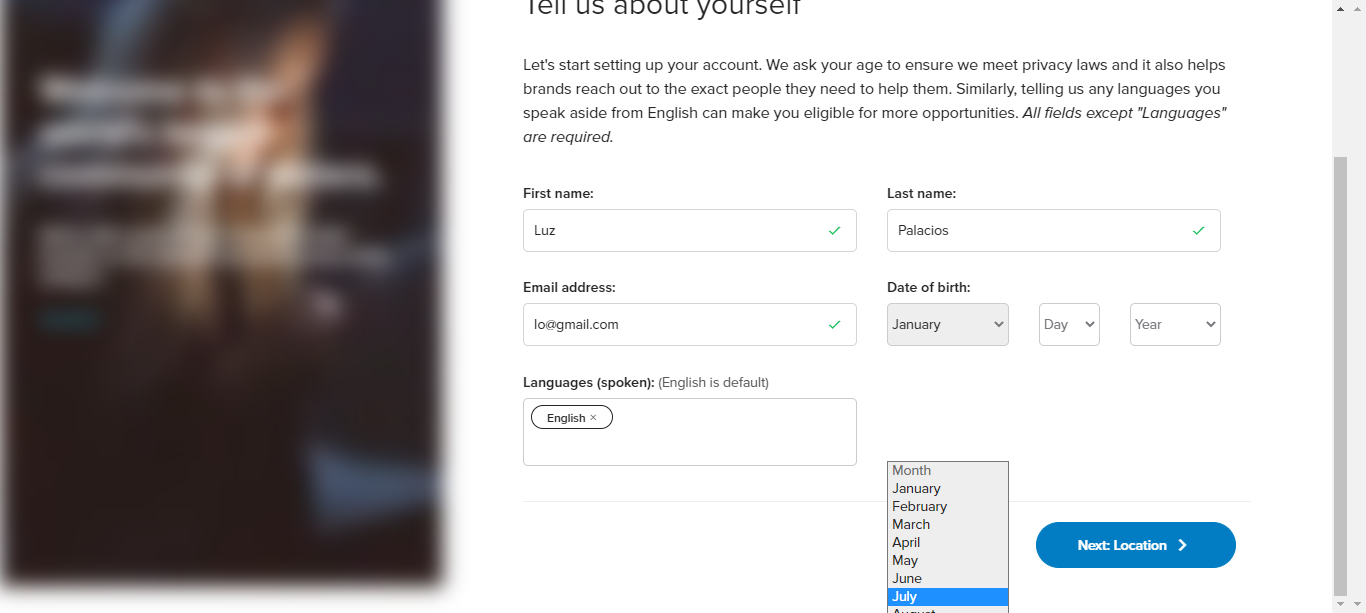 Tell us about yourself
Let's start setting up your account. We ask your age to ensure we meet privacy laws and it also helps
brands reach out to the exact people they need to help them. Similarly, telling us any languages you
speak aside from English can make you eligible for more opportunities. All fields except "Languages"
are required.
First name:
Last name:
Luz
Palacios
Email address:
Date of birth:
lo@gmail.com
January
Day
Year
Languages (spoken): (English is default)
English ×
Month
January
February
March
April
May
June
July
August
Next: Location